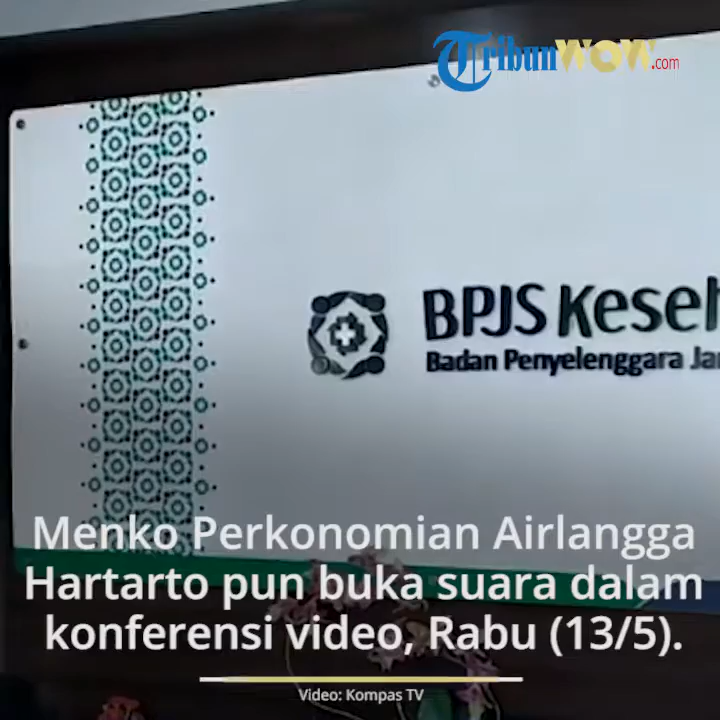 TribunWOW.com
BPJS Keseh
Badan Penyelenggara Jar
Menko Perkonomian Airlangga
Hartarto pun buka suara dalam
konferensi video, Rabu (13/5).
Video: Kompas TV